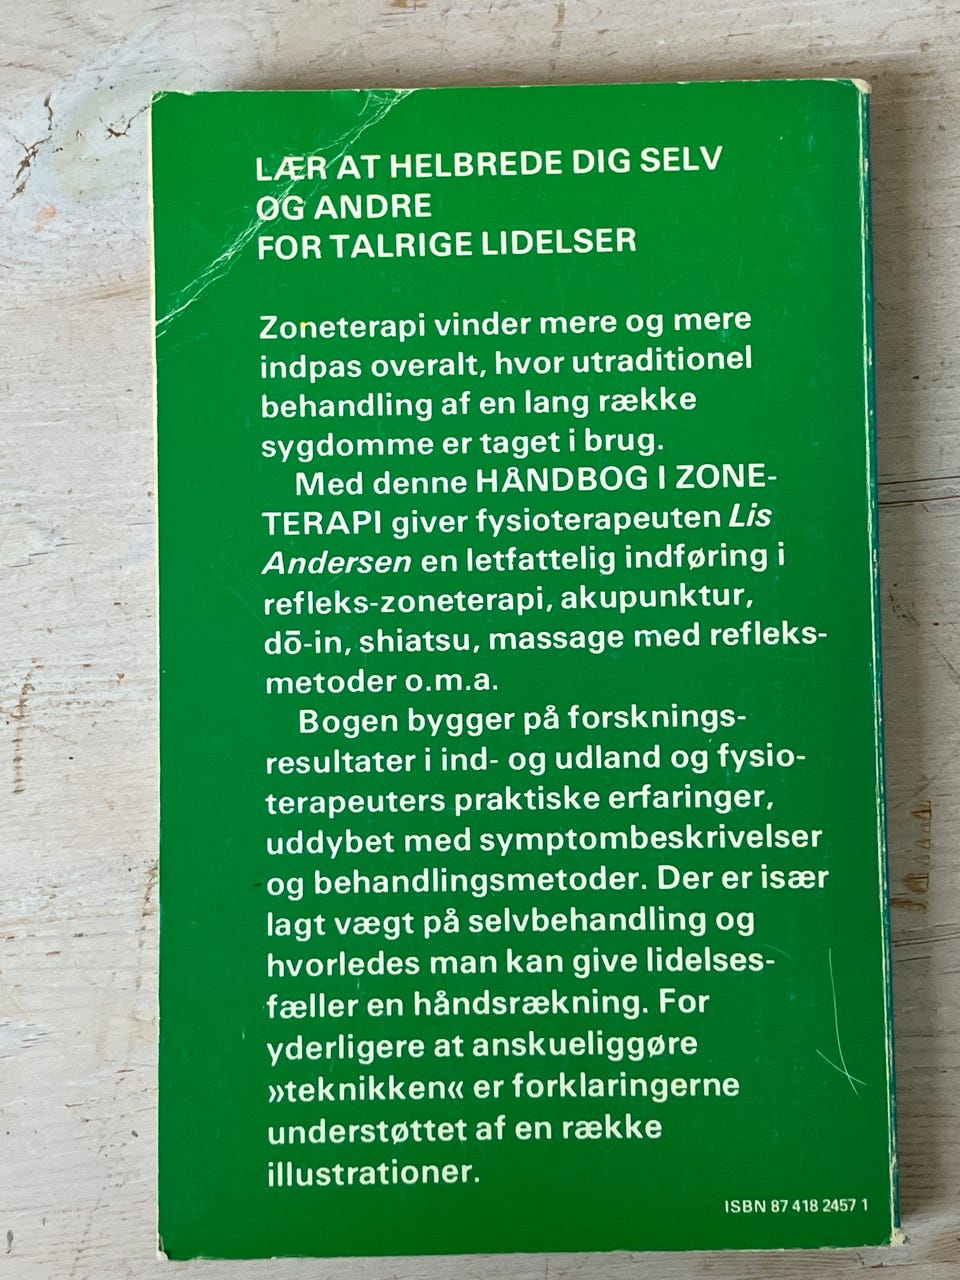 LÆR AT HELBREDE DIG SELV
OG ANDRE
FOR TALRIGE LIDELSER
Zoneterapi vinder mere og mere
indpas overalt, hvor utraditionel
behandling af en lang række
sygdomme er taget i brug.
Med denne HÅNDBOG I ZONE-
TERAPI giver fysioterapeuten Lis
Andersen en letfattelig indføring i
refleks-zoneterapi, akupunktur,
dō-in, shiatsu, massage med refleks-
metoder o.m.a.
Bogen bygger på forsknings-
resultater i ind- og udland og fysio-
terapeuters praktiske erfaringer,
uddybet med symptombeskrivelser
og behandlingsmetoder. Der er især
lagt vægt på selvbehandling og
hvorledes man kan give lidelses-
fæller en håndsrækning. For
yderligere at anskueliggøre
»teknikken« er forklaringerne
understøttet af en række
illustrationer.
ISBN 87 418 2457 1